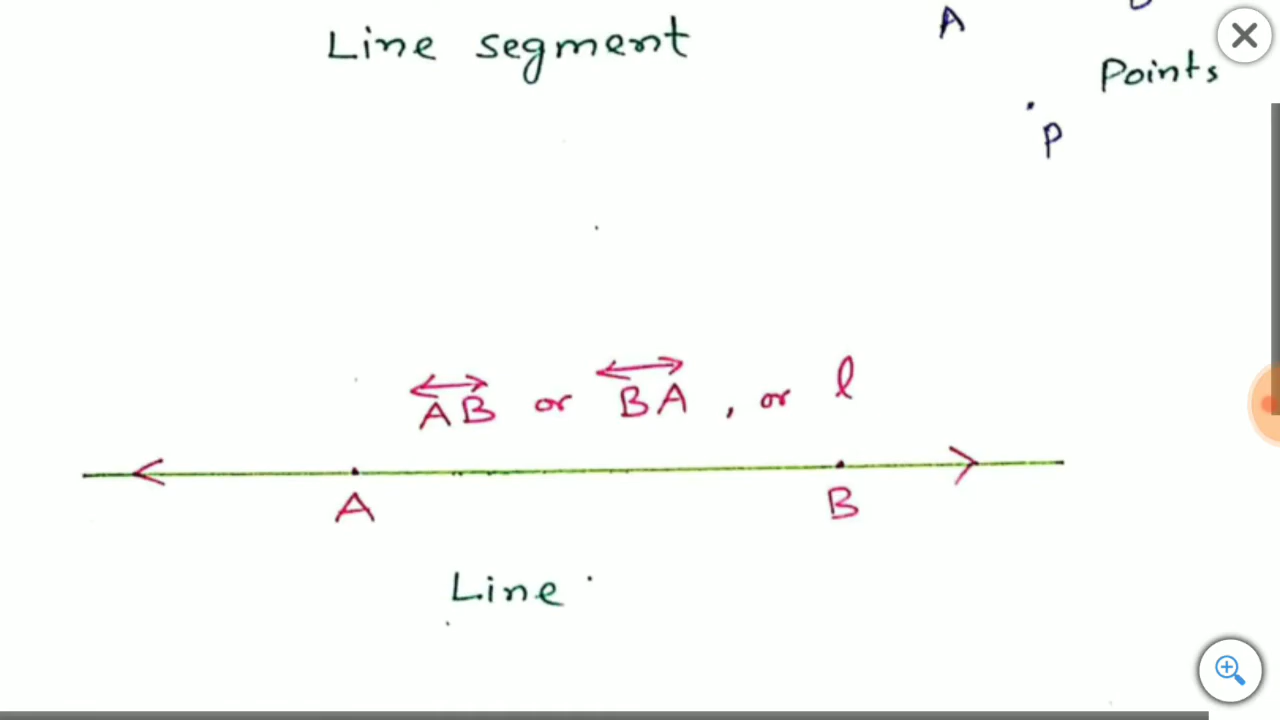 Line segment
A
Points
P
AB or BA, or l
A B
Line